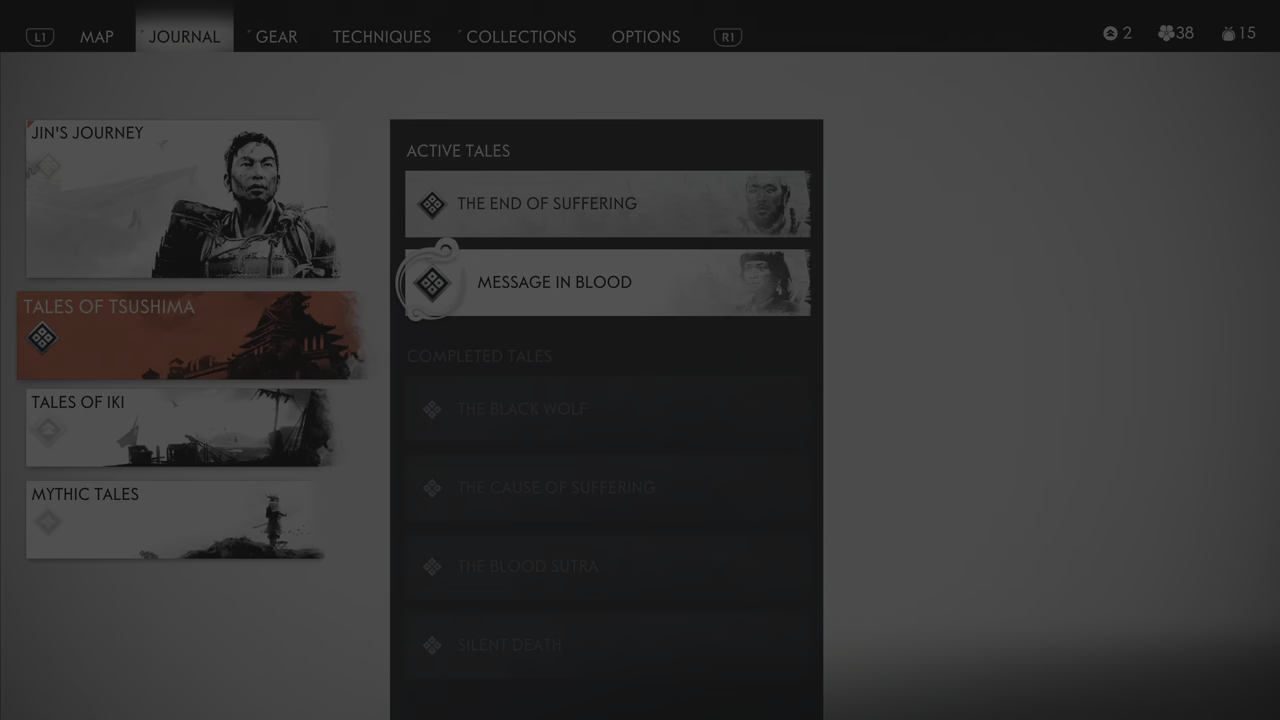 L1 MAP JOURNAL GEAR TECHNIQUES COLLECTIONS OPTIONS R1 2 38 15
JIN'S JOURNEY
TALES OF TSUSHIMA
TALES OF IKI
MYTHIC TALES
ACTIVE TALES
THE END OF SUFFERING
MESSAGE IN BLOOD
COMPLETED TALES
THE BLACK WOLF
THE CAUSE OF SUFFERING
THE BLOOD SUTRA
SILENT DEATH